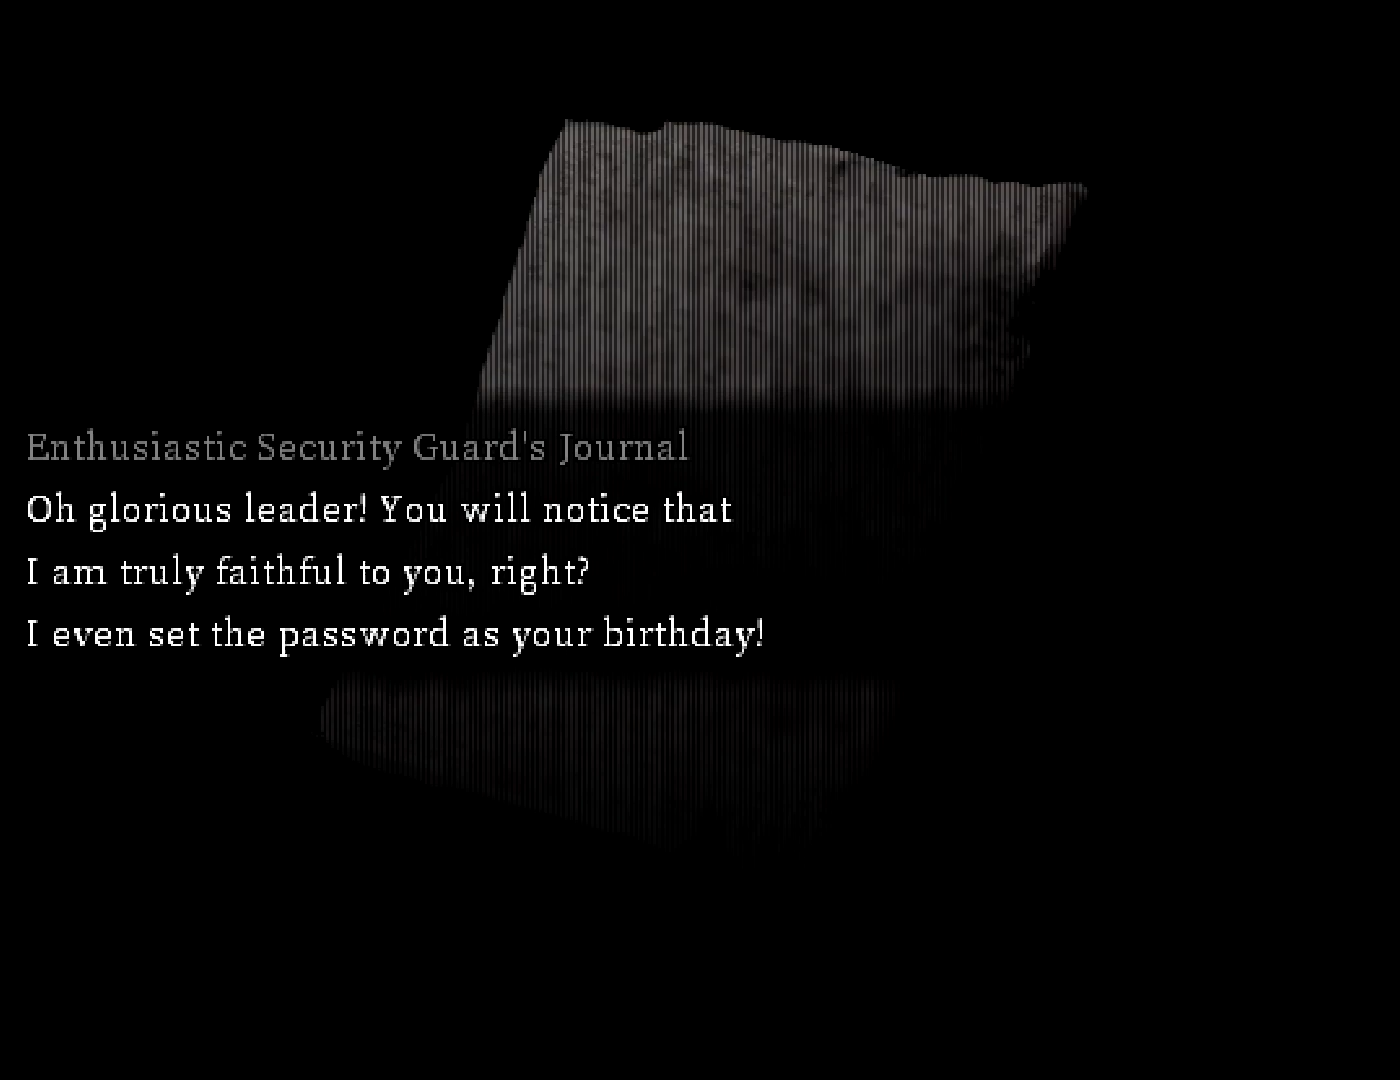 Enthusiastic Security Guard's Journal
Oh glorious leader! You will notice that
I am truly faithful to you, right?
I even set the password as your birthday!